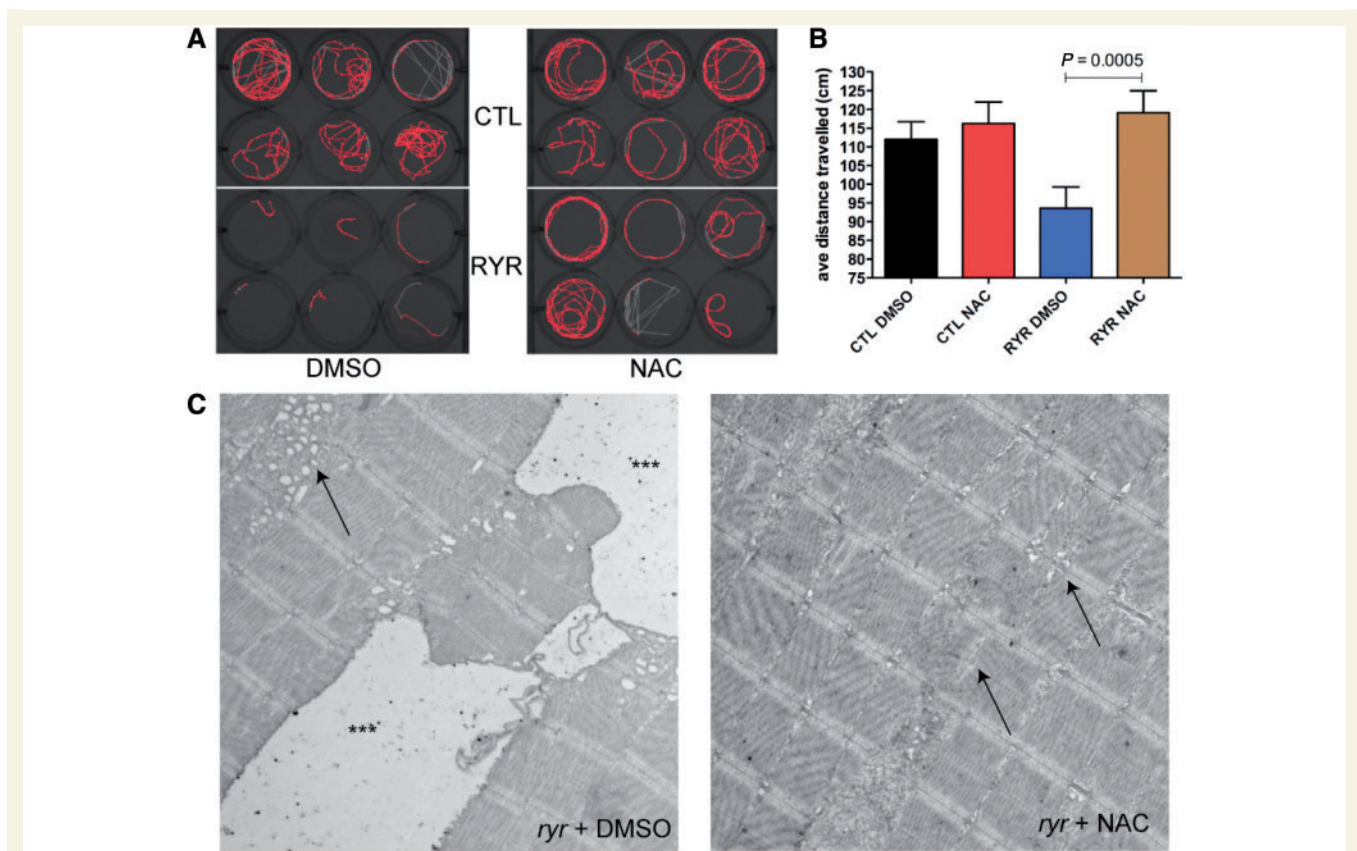 A
CTL
RYR
DMSO
NAC
B
P = 0.0005
ave distance travelled (cm)
130
125
120
115
110
105
100
95
90
85
80
75
CTL DMSO
CTL NAC
RYR DMSO
RYR NAC
C
***
***
ryr + DMSO
ryr + NAC